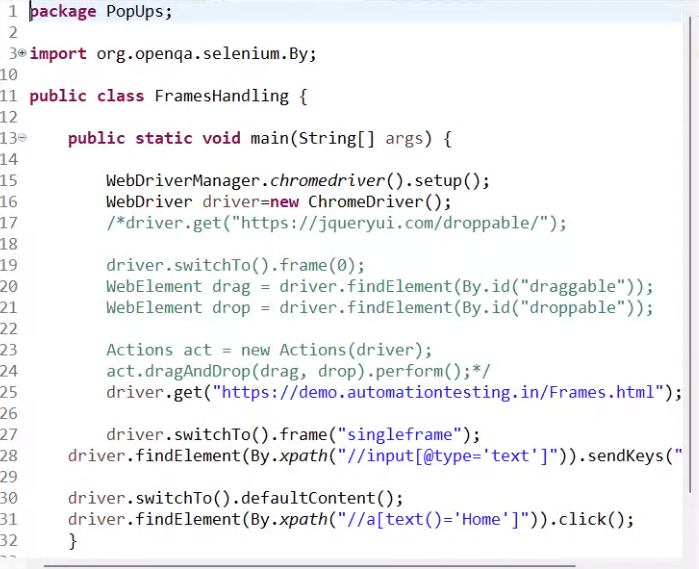 1 package PopUps;
2
3 import org.openqa.selenium.By;
10
11 public class FramesHandling {
12
13 public static void main(String[] args) {
14
15 WebDriverManager.chromedriver().setup();
16 WebDriver driver=new ChromeDriver();
17 /*driver.get("https://jqueryui.com/droppable/");
18
19 driver.switchTo().frame(0);
20 WebElement drag = driver.findElement(By.id("draggable"));
21 WebElement drop = driver.findElement(By.id("droppable"));
22
23 Actions act = new Actions(driver);
24 act.dragAndDrop(drag, drop).perform();*/
25 driver.get("https://demo.automationtesting.in/Frames.html");
26
27 driver.switchTo().frame("singleframe");
28 driver.findElement(By.xpath("//input[@type='text']")).sendKeys("
29
30 driver.switchTo().defaultContent();
31 driver.findElement(By.xpath("//a[text()='Home']")).click();
32 }